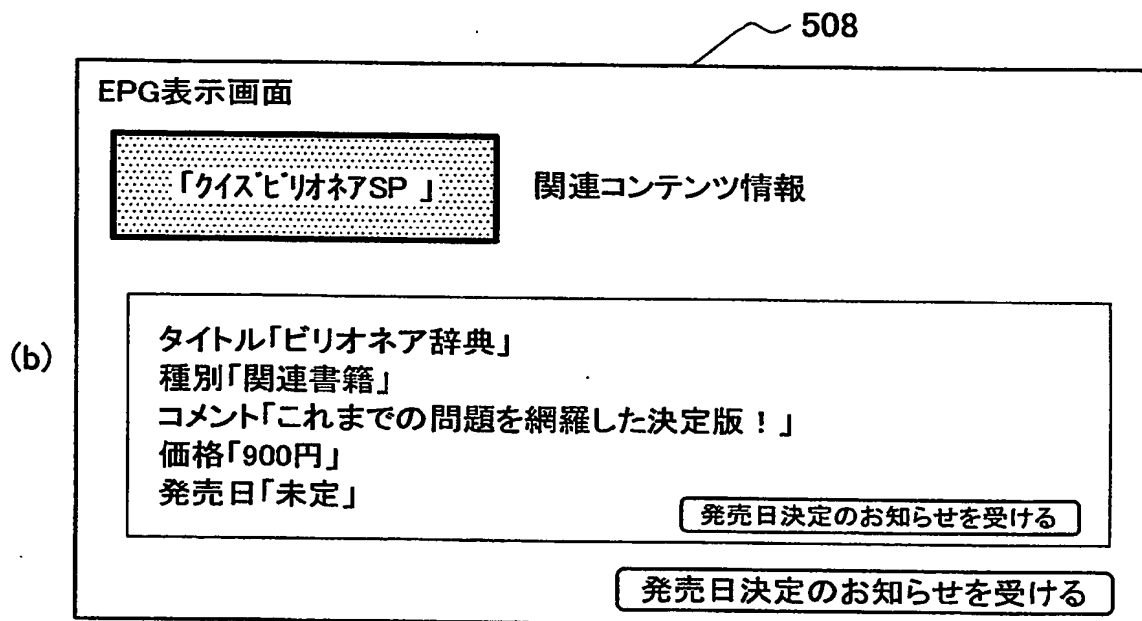 508
EPG表示画面
「クイズビリオネアSP 」
関連コンテンツ情報
(b)
タイトル「ビリオネア辞典」
種別「関連書籍」
コメント「これまでの問題を網羅した決定版！」
価格「900円」
発売日「未定」
発売日決定のお知らせを受ける
発売日決定のお知らせを受ける